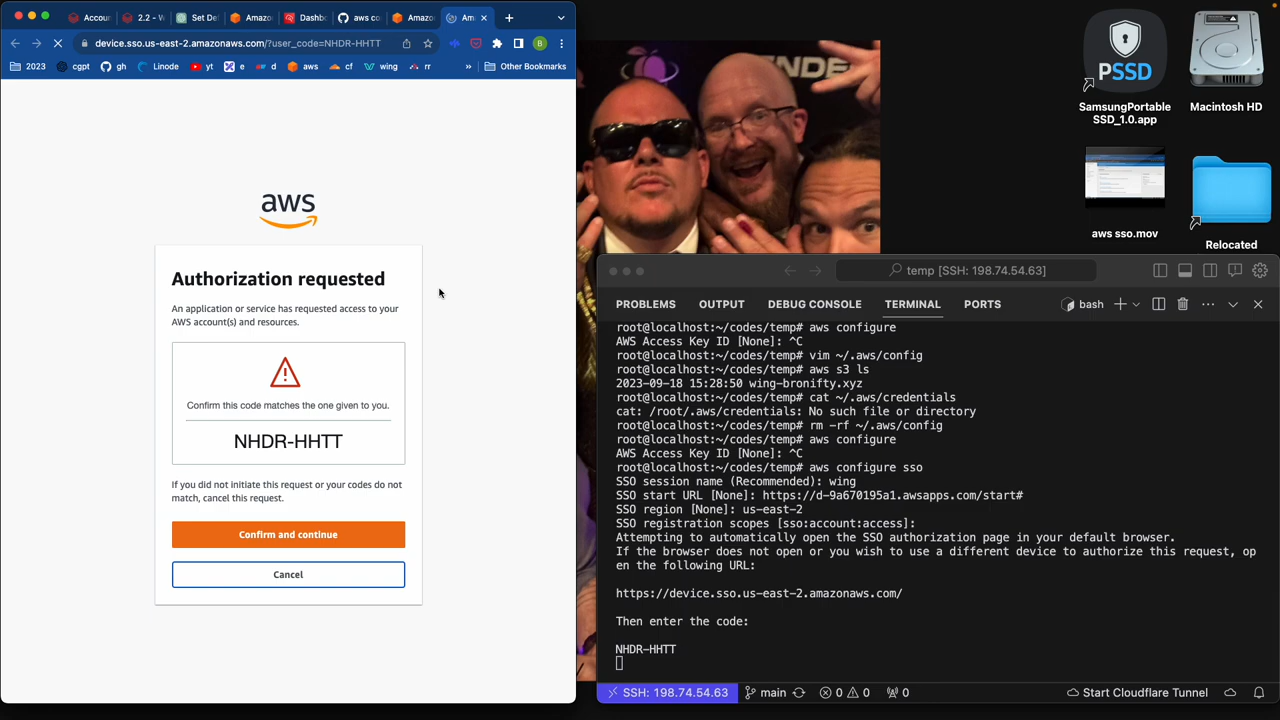 Accour
2.2 - W
Set Def
Amazo
Dashbo
aws co
Amazo
Am
device.sso.us-east-2.amazonaws.com/?user_code=NHDR-HHTT
B
2023
cgpt
gh
Linode
yt
e
d
aws
cf
wing
rr
»
Other Bookmarks
aws
Authorization requested
An application or service has requested access to your
AWS account(s) and resources.
Confirm this code matches the one given to you.
NHDR-HHTT
If you did not initiate this request or your codes do not
match, cancel this request.
Confirm and continue
Cancel
ENDE
PSSD
SamsungPortable
SSD_1.0.app
Macintosh HD
aws sso.mov
Relocated
temp [SSH: 198.74.54.63]
PROBLEMS
OUTPUT
DEBUG CONSOLE
TERMINAL
PORTS
bash
root@localhost:~/codes/temp# aws configure
AWS Access Key ID [None]: ^C
root@localhost:~/codes/temp# vim ~/.aws/config
root@localhost:~/codes/temp# aws s3 ls
2023-09-18 15:28:50 wing-bronifty.xyz
root@localhost:~/codes/temp# cat ~/.aws/credentials
cat: /root/.aws/credentials: No such file or directory
root@localhost:~/codes/temp# rm -rf ~/.aws/config
root@localhost:~/codes/temp# aws configure
AWS Access Key ID [None]: ^C
root@localhost:~/codes/temp# aws configure sso
SSO session name (Recommended): wing
SSO start URL [None]: https://d-9a670195a1.awsapps.com/start#
SSO region [None]: us-east-2
SSO registration scopes [sso:account:access]:
Attempting to automatically open the SSO authorization page in your default browser.
If the browser does not open or you wish to use a different device to authorize this request, op
en the following URL:
https://device.sso.us-east-2.amazonaws.com/
Then enter the code:
NHDR-HHTT
SSH: 198.74.54.63
main
0
0
0
Start Cloudflare Tunnel